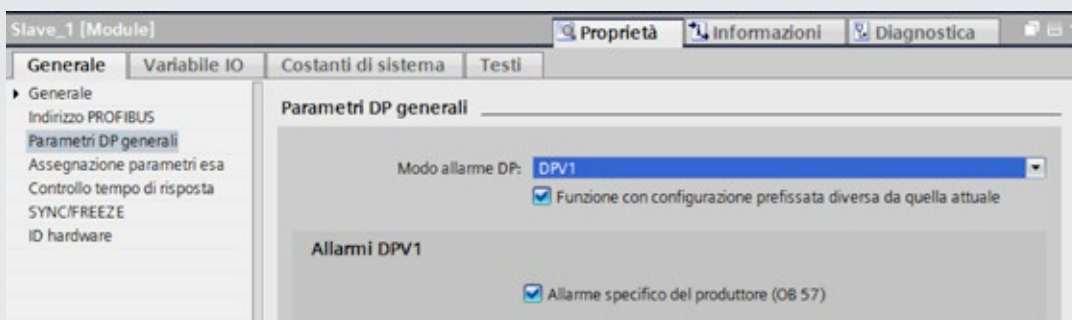 Slave_1 [Module]
Proprietà Informazioni Diagnostica
Generale Variabile IO Costanti di sistema Testi
Generale
Indirizzo PROFIBUS
Parametri DP generali
Assegnazione parametri esa
Controllo tempo di risposta
SYNC/FREEZE
ID hardware
Parametri DP generali
Modo allarme DP: DPV1
Funzione con configurazione prefissata diversa da quella attuale
Allarmi DPV1
Allarme specifico del produttore (OB 57)